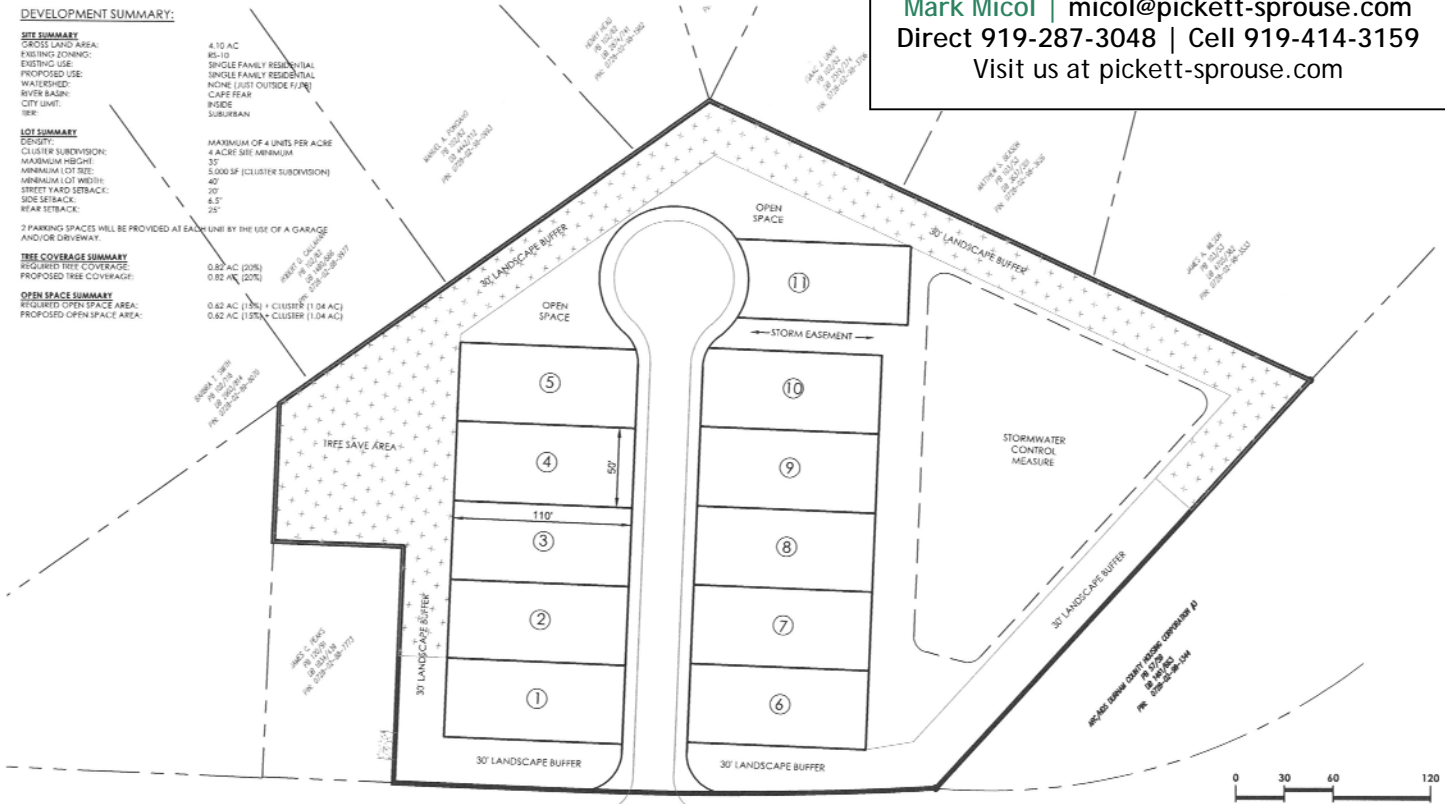 DEVELOPMENT SUMMARY:
SITE SUMMARY
GROSS LAND AREA: 4.10 AC
EXISTING ZONING: RS-10
EXISTING USE: SINGLE FAMILY RESIDENTIAL
PROPOSED USE: SINGLE FAMILY RESIDENTIAL
WATERSHED: NONE (JUST OUTSIDE F/J-B)
RIVER BASIN: CAPE FEAR
CITY LIMIT: INSIDE
TIER: SUBURBAN
LOT SUMMARY
DENSITY: MAXIMUM OF 4 UNITS PER ACRE
CLUSTER SUBDIVISION: 4 ACRE SITE MINIMUM
MAXIMUM HEIGHT: 35'
MINIMUM LOT SIZE: 5,000 SF (CLUSTER SUBDIVISION)
MINIMUM LOT WIDTH: 40'
STREET YARD SETBACK: 20'
SIDE SETBACK: 6.5'
REAR SETBACK: 25'
2 PARKING SPACES WILL BE PROVIDED AT EACH UNIT BY THE USE OF A GARAGE
AND/OR DRIVEWAY.
TREE COVERAGE SUMMARY
REQUIRED TREE COVERAGE: 0.82 AC (20%)
PROPOSED TREE COVERAGE: 0.82 AC (20%)
OPEN SPACE SUMMARY
REQUIRED OPEN SPACE AREA: 0.62 AC (15%) + CLUSTER (1.04 AC)
PROPOSED OPEN SPACE AREA: 0.62 AC (15%) + CLUSTER (1.04 AC)
Mark Micol | micol@pickett-sprouse.com
Direct 919-287-3048 | Cell 919-414-3159
Visit us at pickett-sprouse.com
OPEN
SPACE
30' LANDSCAPE BUFFER
30' LANDSCAPE BUFFER
11
OPEN
SPACE
STORM EASEMENT
5
10
TREE SAVE AREA
4
50'
9
STORMWATER
CONTROL
MEASURE
110'
3
8
2
7
30' LANDSCAPE BUFFER
30' LANDSCAPE BUFFER
1
6
30' LANDSCAPE BUFFER
30' LANDSCAPE BUFFER
JAMES C. PEAKS
0 30 60 120